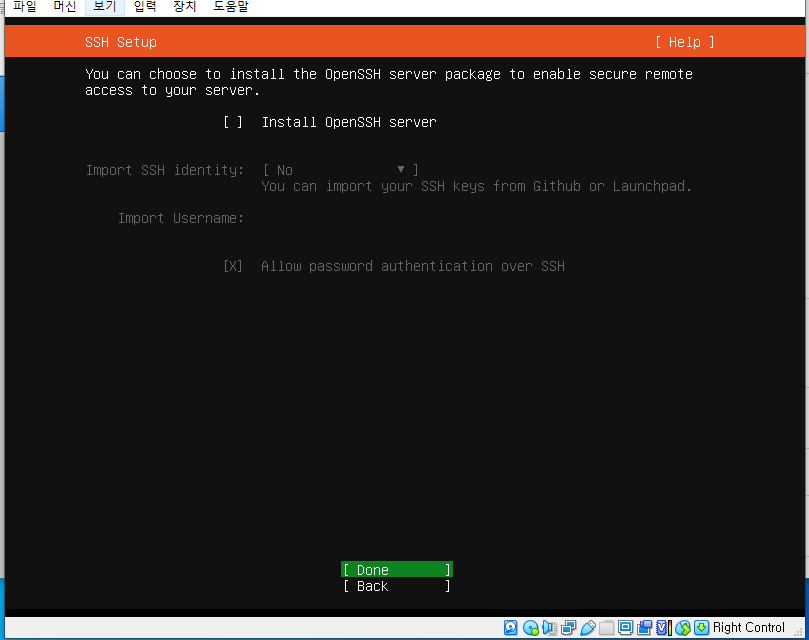 파일 머신 보기 입력 장치 도움말
SSH Setup [ Help ]
You can choose to install the OpenSSH server package to enable secure remote
access to your server.
[ ] Install OpenSSH server
Import SSH identity: [ No ▼ ]
You can import your SSH keys from Github or Launchpad.
Import Username:
[X] Allow password authentication over SSH
[ Done ]
[ Back ]
Right Control